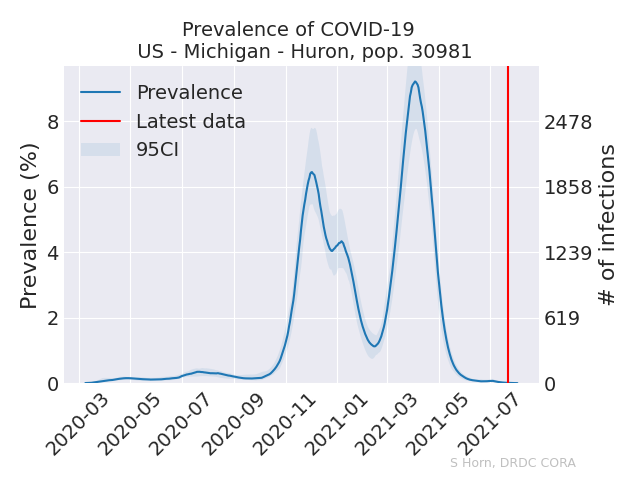 Prevalence of COVID-19
US - Michigan - Huron, pop. 30981
Prevalence
Latest data
95CI
Prevalence (%)
8
6
4
2
0
2478
1858
1239
619
0
# of infections
2020-03
2020-05
2020-07
2020-09
2020-11
2021-01
2021-03
2021-05
2021-07
S Horn, DRDC CORA